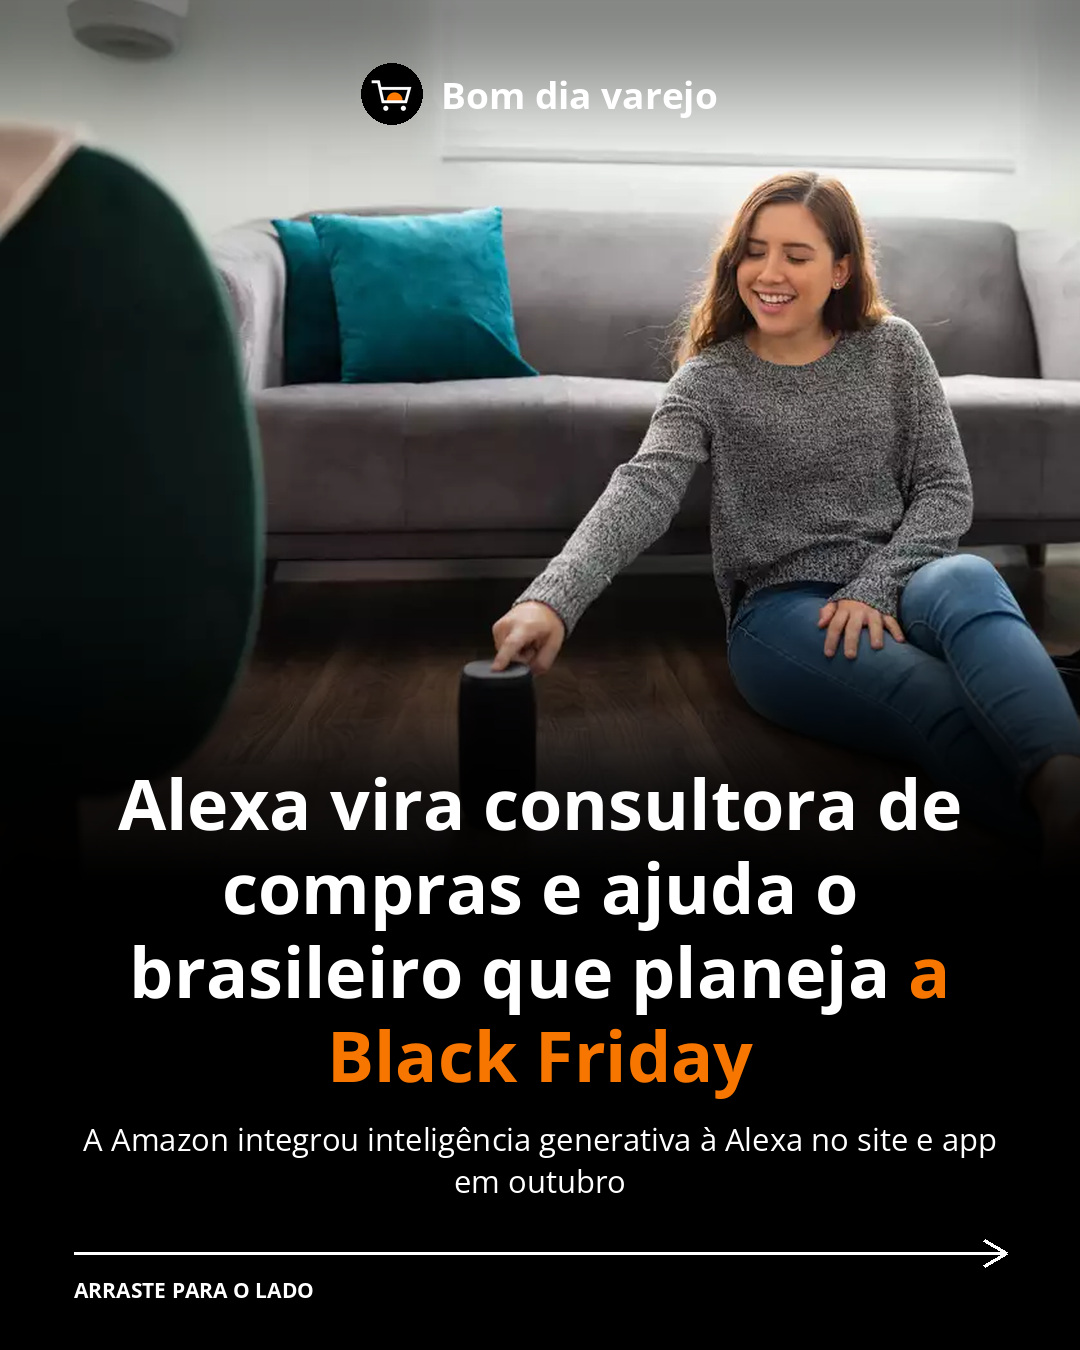 Bom dia varejo
Alexa vira consultora de
compras e ajuda o
brasileiro que planeja a
Black Friday
A Amazon integrou inteligência generativa à Alexa no site e app
em outubro
ARRASTE PARA O LADO